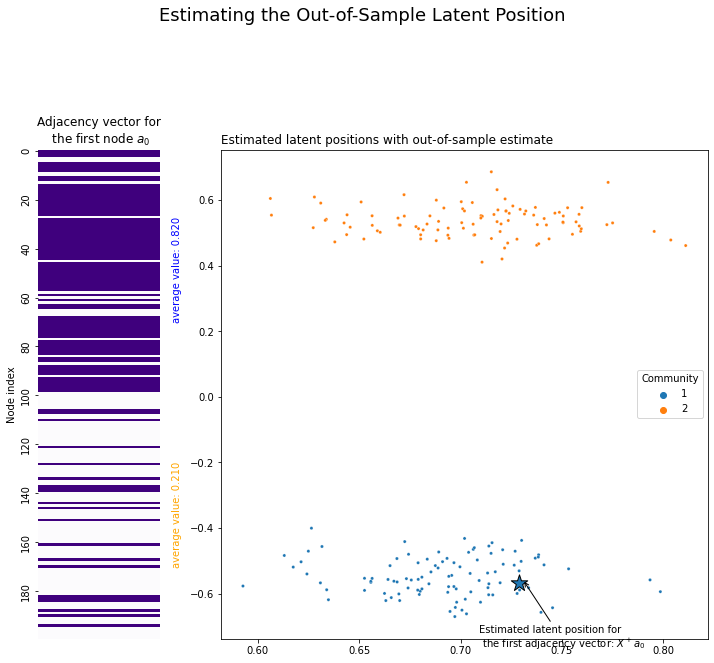 Estimating the Out-of-Sample Latent Position
Adjacency vector for
the first node a₀
Node index
0
20
40
60
80
100
120
140
160
180
average value: 0.820
average value: 0.210
Estimated latent positions with out-of-sample estimate
0.6
0.4
0.2
0.0
−0.2
−0.4
−0.6
0.60
0.65
0.70
0.75
0.80
Community
1
2
Estimated latent position for
the first adjacency vector: X⁺a₀